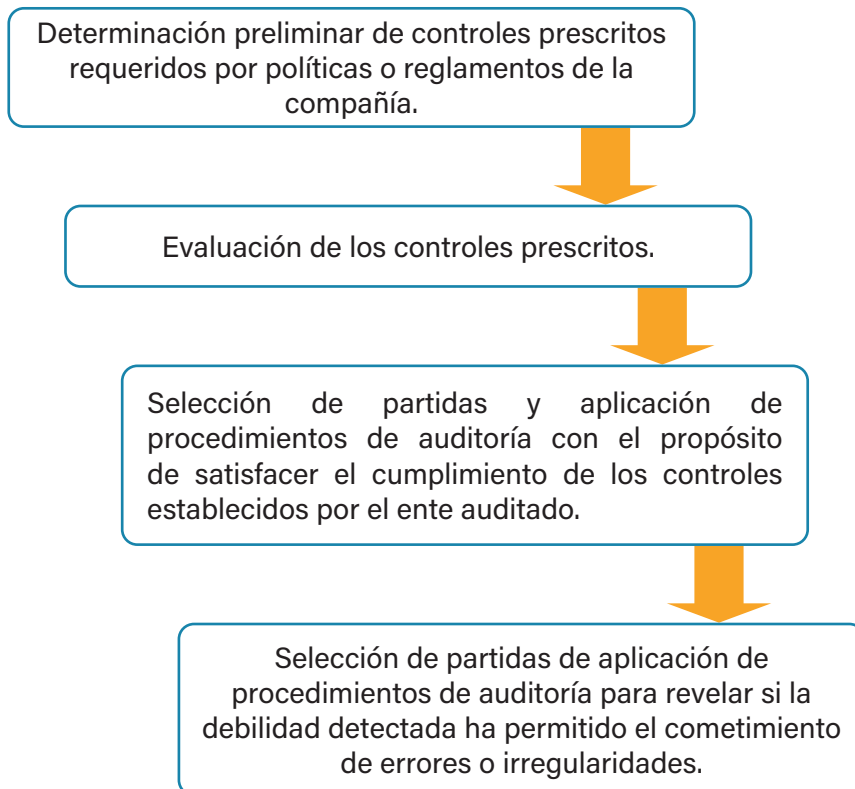 Determinación preliminar de controles prescritos
requeridos por políticas o reglamentos de la
compañía.
Evaluación de los controles prescritos.
Selección de partidas y aplicación de
procedimientos de auditoría con el propósito
de satisfacer el cumplimiento de los controles
establecidos por el ente auditado.
Selección de partidas de aplicación de
procedimientos de auditoría para revelar si la
debilidad detectada ha permitido el cometimiento
de errores o irregularidades.